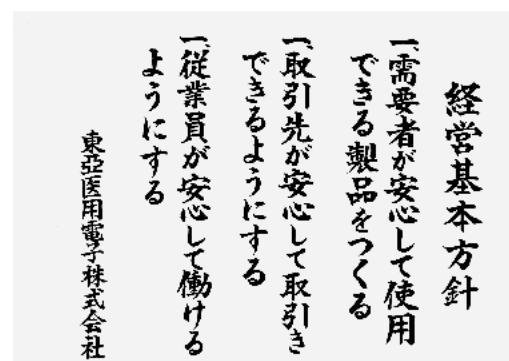 経営基本方針
一、需要者が安心して使用
できる製品をつくる
一、取引先が安心して取引き
できるようにする
一、従業員が安心して働ける
ようにする
東亞医用電子株式会社